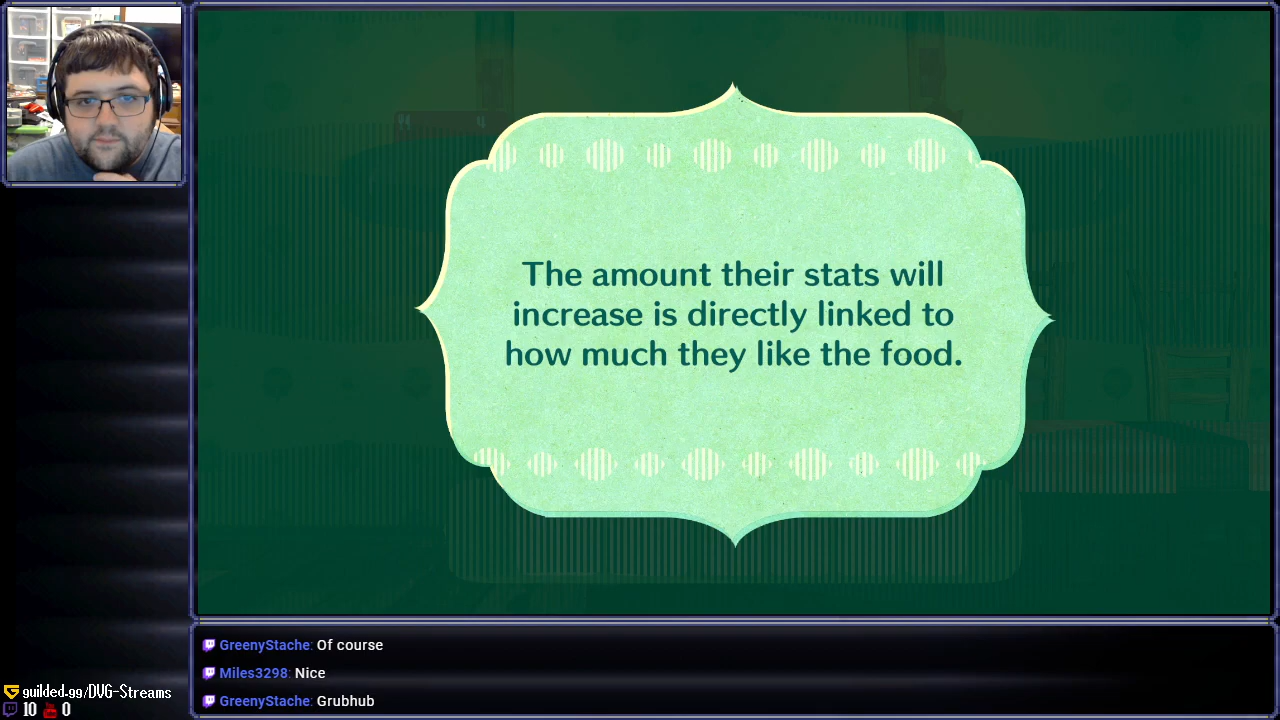 The amount their stats will
increase is directly linked to
how much they like the food.
GreenyStache: Of course
Miles3298: Nice
GreenyStache: Grubhub
guilded.gg/DVG-Streams
10 0